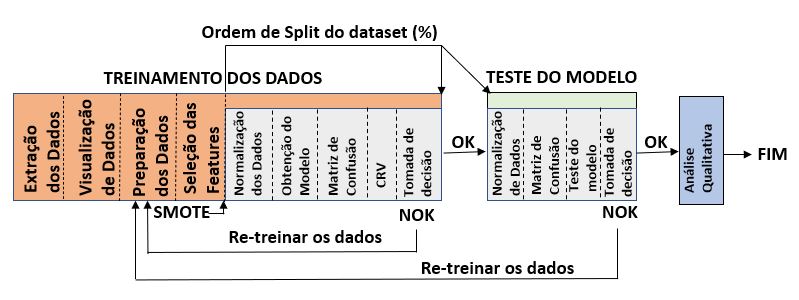 Ordem de Split do dataset (%)
TREINAMENTO DOS DADOS
Extração
dos Dados
Visualização
de Dados
Preparação
dos Dados
Seleção das
Features
Normalização
dos Dados
Obtenção do
Modelo
Matriz de
Confusão
CRV
Tomada de
decisão
SMOTE
NOK
OK
TESTE DO MODELO
Normalização
de Dados
Matriz de
Confusão
Teste do
modelo
Tomada de
decisão
NOK
OK
Análise
Qualitativa
FIM
Re-treinar os dados
Re-treinar os dados